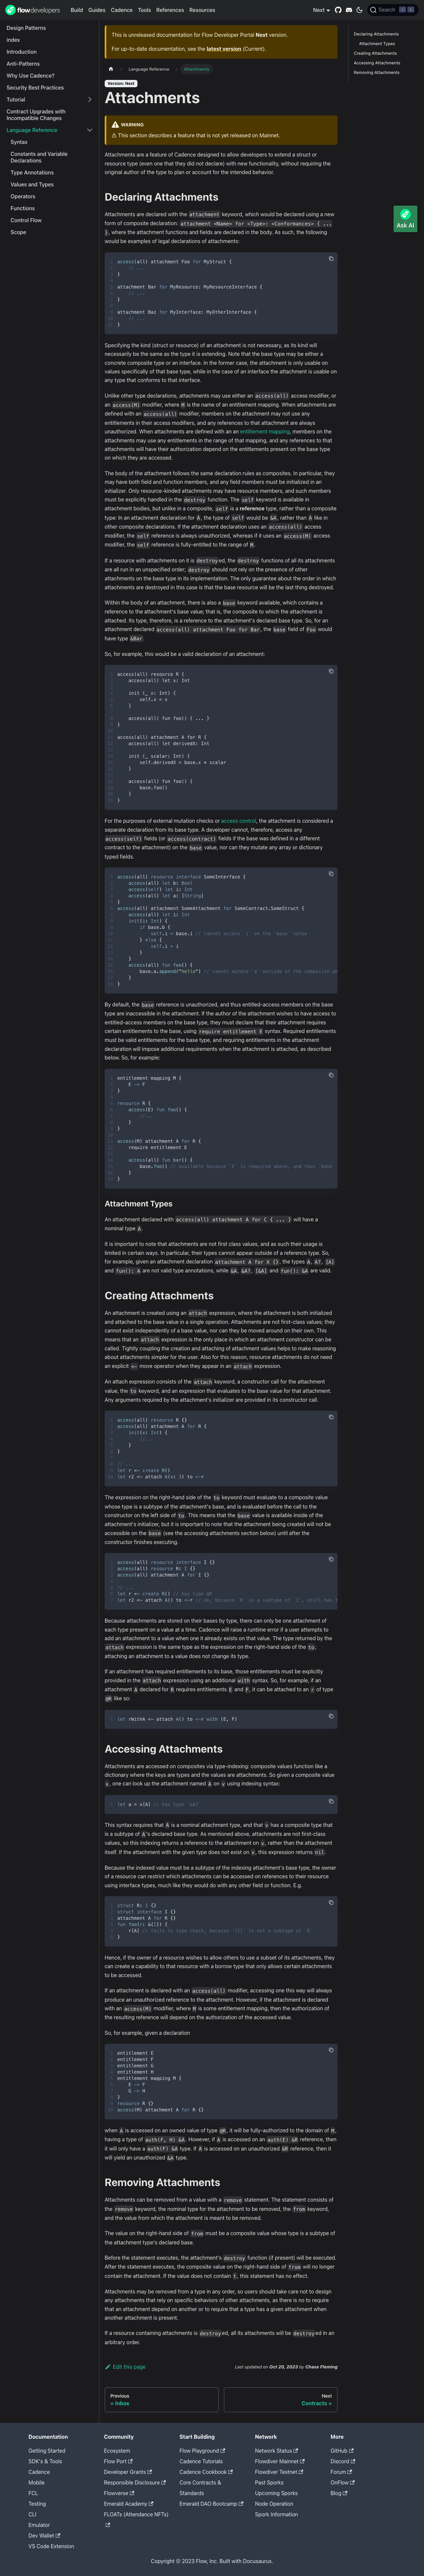 flow developers
Build Guides Cadence Tools References Resources
Next
Search
Design Patterns
index
Introduction
Anti-Patterns
Why Use Cadence?
Security Best Practices
Tutorial
Contract Upgrades with
Incompatible Changes
Language Reference
Syntax
Constants and Variable
Declarations
Type Annotations
Values and Types
Operators
Functions
Control Flow
Scope
This is unreleased documentation for Flow Developer Portal Next version.
For up-to-date documentation, see the latest version (Current).
Language Reference
Attachments
Version: Next
Attachments
WARNING
⚠ This section describes a feature that is not yet released on Mainnet.
Attachments are a feature of Cadence designed to allow developers to extend a struct or
resource type (even one that they did not declare) with new functionality, without requiring the
original author of the type to plan or account for the intended behavior.
Declaring Attachments
Attachments are declared with the attachment keyword, which would be declared using a new
form of composite declaration: attachment <Name> for <Type>: <Conformances> { ...
}, where the attachment functions and fields are declared in the body. As such, the following
would be examples of legal declarations of attachments:
access(all) attachment Foo for MyStruct {
// ...
}
attachment Bar for MyResource: MyResourceInterface {
// ...
}
attachment Baz for MyInterface: MyOtherInterface {
// ...
}
Specifying the kind (struct or resource) of an attachment is not necessary, as its kind will
necessarily be the same as the type it is extending. Note that the base type may be either a
concrete composite type or an interface. In the former case, the attachment is only usable on
values specifically of that base type, while in the case of an interface the attachment is usable on
any type that conforms to that interface.
Unlike other type declarations, attachments may use either an access(all) access modifier, or
an access(M) modifier, where M is the name of an entitlement mapping. When attachments are
defined with an access(all) modifier, members on the attachment may not use any
entitlements in their access modifiers, and any references to that attachment are always
unauthorized. When attachments are defined with an an entitlement mapping, members on the
attachments may use any entitlements in the range of that mapping, and any references to that
attachments will have their authorization depend on the entitlements present on the base type
on which they are accessed.
The body of the attachment follows the same declaration rules as composites. In particular, they
may have both field and function members, and any field members must be initialized in an
initializer. Only resource-kinded attachments may have resource members, and such members
must be explicitly handled in the destroy function. The self keyword is available in
attachment bodies, but unlike in a composite, self is a reference type, rather than a composite
type: In an attachment declaration for A, the type of self would be &A, rather than A like in
other composite declarations. If the attachment declaration uses an access(all) access
modifier, the self reference is always unauthorized, whereas if it uses an access(M) access
modifier, the self reference is fully-entitled to the range of M.
If a resource with attachments on it is destroyed, the destroy functions of all its attachments
are all run in an unspecified order; destroy should not rely on the presence of other
attachments on the base type in its implementation. The only guarantee about the order in which
attachments are destroyed in this case is that the base resource will be the last thing destroyed.
Within the body of an attachment, there is also a base keyword available, which contains a
reference to the attachment's base value; that is, the composite to which the attachment is
attached. Its type, therefore, is a reference to the attachment's declared base type. So, for an
attachment declared access(all) attachment Foo for Bar, the base field of Foo would
have type &Bar.
So, for example, this would be a valid declaration of an attachment:
access(all) resource R {
access(all) let x: Int
init (_ x: Int) {
self.x = x
}
access(all) fun foo() { ... }
}
access(all) attachment A for R {
access(all) let derivedX: Int
init (_ scalar: Int) {
self.derivedX = base.x * scalar
}
access(all) fun foo() {
base.foo()
}
}
For the purposes of external mutation checks or access control, the attachment is considered a
separate declaration from its base type. A developer cannot, therefore, access any
access(self) fields (or access(contract) fields if the base was defined in a different
contract to the attachment) on the base value, nor can they mutate any array or dictionary
typed fields.
access(all) resource interface SomeInterface {
access(all) let b: Bool
access(self) let i: Int
access(all) let a: [String]
}
access(all) attachment SomeAttachment for SomeContract.SomeStruct {
access(all) let i: Int
init(i: Int) {
if base.b {
self.i = base.i // cannot access `i` on the `base` value
} else {
self.i = i
}
}
access(all) fun foo() {
base.a.append("hello") // cannot mutate `a` outside of the composite wh
}
}
By default, the base reference is unauthorized, and thus entitled-access members on the base
type are inaccessible in the attachment. If the author of the attachment wishes to have access to
entitled-access members on the base type, they must declare that their attachment requires
certain entitlements to the base, using require entitlement E syntax. Required entitlements
must be valid entitlements for the base type, and requiring entitlements in the attachment
declaration will impose additional requirements when the attachment is attached, as described
below. So, for example:
entitlement mapping M {
E -> F
}
resource R {
access(E) fun foo() {
//...
}
}
access(M) attachment A for R {
require entitlement E
access(all) fun bar() {
base.foo() // available because `E` is required above, and thus `base`
}
}
Attachment Types
An attachment declared with access(all) attachment A for C { ... } will have a
nominal type A.
It is important to note that attachments are not first class values, and as such their usage is
limited in certain ways. In particular, their types cannot appear outside of a reference type. So,
for example, given an attachment declaration attachment A for X {}, the types A, A?, [A]
and fun(): A are not valid type annotations, while &A, &A?, [&A] and fun(): &A are valid.
Creating Attachments
An attachment is created using an attach expression, where the attachment is both initialized
and attached to the base value in a single operation. Attachments are not first-class values; they
cannot exist independently of a base value, nor can they be moved around on their own. This
means that an attach expression is the only place in which an attachment constructor can be
called. Tightly coupling the creation and attaching of attachment values helps to make reasoning
about attachments simpler for the user. Also for this reason, resource attachments do not need
an explicit <- move operator when they appear in an attach expression.
An attach expression consists of the attach keyword, a constructor call for the attachment
value, the to keyword, and an expression that evaluates to the base value for that attachment.
Any arguments required by the attachment's initializer are provided in its constructor call.
access(all) resource R {}
access(all) attachment A for R {
init(x: Int) {
//...
}
}
// ...
let r <- create R()
let r2 <- attach A(x: 3) to <-r
The expression on the right-hand side of the to keyword must evaluate to a composite value
whose type is a subtype of the attachment's base, and is evaluated before the call to the
constructor on the left side of to. This means that the base value is available inside of the
attachment's initializer, but it is important to note that the attachment being created will not be
accessible on the base (see the accessing attachments section below) until after the
constructor finishes executing.
access(all) resource interface I {}
access(all) resource R: I {}
access(all) attachment A for I {}
// ...
let r <- create R() // has type @R
let r2 <- attach A() to <-r // ok, because `R` is a subtype of `I`, still has t
Because attachments are stored on their bases by type, there can only be one attachment of
each type present on a value at a time. Cadence will raise a runtime error if a user attempts to
add an attachment to a value when one it already exists on that value. The type returned by the
attach expression is the same type as the expression on the right-hand side of the to;
attaching an attachment to a value does not change its type.
If an attachment has required entitlements to its base, those entitlements must be explicitly
provided in the attach expression using an additional with syntax. So, for example, if an
attachment A declared for R requires entitlements E and F, it can be attached to an r of type
@R like so:
let rWithA <- attach A() to <-r with (E, F)
Accessing Attachments
Attachments are accessed on composites via type-indexing: composite values function like a
dictionary where the keys are types and the values are attachments. So given a composite value
v, one can look up the attachment named A on v using indexing syntax:
let a = v[A] // has type `&A?`
This syntax requires that A is a nominal attachment type, and that v has a composite type that
is a subtype of A's declared base type. As mentioned above, attachments are not first-class
values, so this indexing returns a reference to the attachment on v, rather than the attachment
itself. If the attachment with the given type does not exist on v, this expression returns nil.
Because the indexed value must be a subtype of the indexing attachment's base type, the owner
of a resource can restrict which attachments can be accessed on references to their resource
using interface types, much like they would do with any other field or function. E.g.
struct R: I {}
struct interface I {}
attachment A for R {}
fun foo(r: &{I}) {
r[A] // fails to type check, because `{I}` is not a subtype of `R`
}
Hence, if the owner of a resource wishes to allow others to use a subset of its attachments, they
can create a capability to that resource with a borrow type that only allows certain attachments
to be accessed.
If an attachment is declared with an access(all) modifier, accessing one this way will always
produce an unauthorized reference to the attachment. However, if the attachment is declared
with an access(M) modifier, where M is some entitlement mapping, then the authorization of
the resulting reference will depend on the authorization of the accessed value.
So, for example, given a declaration
entitlement E
entitlement F
entitlement G
entitlement H
entitlement mapping M {
E -> F
G -> H
}
resource R {}
access(M) attachment A for R {}
when A is accessed on an owned value of type @R, it will be fully-authorized to the domain of M,
having a type of auth(F, H) &A. However, if A is accessed on an auth(E) &R reference, then
it will only have a auth(F) &A type. If A is accessed on an unauthorized &R reference, then it
will yield an unauthorized &A type.
Removing Attachments
Attachments can be removed from a value with a remove statement. The statement consists of
the remove keyword, the nominal type for the attachment to be removed, the from keyword,
and the value from which the attachment is meant to be removed.
The value on the right-hand side of from must be a composite value whose type is a subtype of
the attachment type's declared base.
Before the statement executes, the attachment's destroy function (if present) will be executed.
After the statement executes, the composite value on the right-hand side of from will no longer
contain the attachment. If the value does not contain t, this statement has no effect.
Attachments may be removed from a type in any order, so users should take care not to design
any attachments that rely on specific behaviors of other attachments, as there is no to require that
an attachment depend on another or to require that a type has a given attachment when
another attachment is present.
If a resource containing attachments is destroyed, all its attachments will be destroyed in an
arbitrary order.
Edit this page
Last updated on Oct 20, 2023 by Chase Fleming
Previous
« Inbox
Next
Contracts »
Declaring Attachments
Attachment Types
Creating Attachments
Accessing Attachments
Removing Attachments
Ask AI
Documentation
Getting Started
SDK's & Tools
Cadence
Mobile
FCL
Testing
CLI
Emulator
Dev Wallet
VS Code Extension
Community
Ecosystem
Flow Port
Developer Grants
Responsible Disclosure
Flowverse
Emerald Academy
FLOATs (Attendance NFTs)
Start Building
Flow Playground
Cadence Tutorials
Cadence Cookbook
Core Contracts &
Standards
Emerald DAO Bootcamp
Network
Network Status
Flowdiver Mainnet
Flowdiver Testnet
Past Sporks
Upcoming Sporks
Node Operation
Spork Information
More
GitHub
Discord
Forum
OnFlow
Blog
Copyright © 2023 Flow, Inc. Built with Docusaurus.